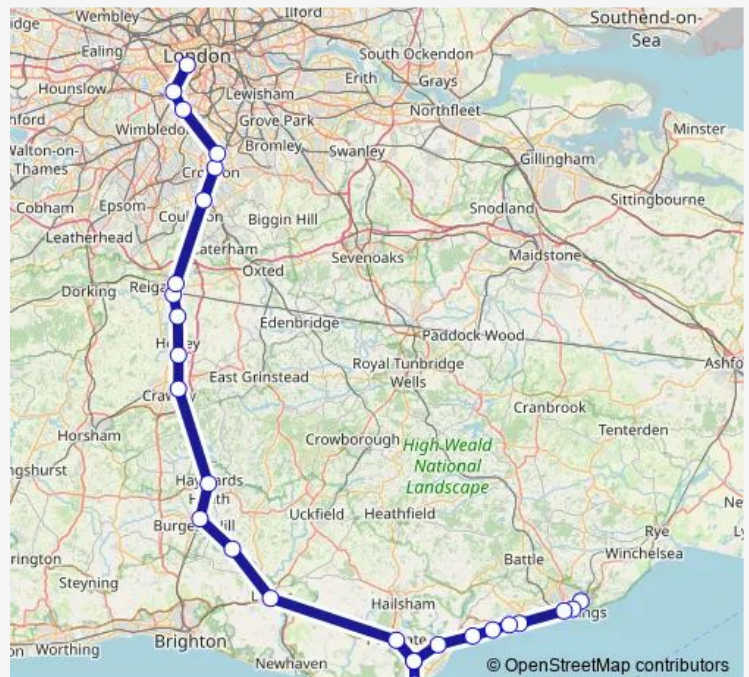 Wembley
Ilford
Southend-on-
Sea
Ealing
London
South Ockendon
Erith
Grays
Hounslow
Lewisham
Northfleet
Grove Park
Minster
Walton-on-
Thames
Bromley
Swanley
Gillingham
Cobham
Epsom
Biggin Hill
Snodland
Sittingbourne
Leatherhead
Sevenoaks
Maidstone
Oxted
Dorking
Edenbridge
Paddock Wood
Royal Tunbridge
Wells
East Grinstead
Cranbrook
Tenterden
Horsham
Crowborough
High Weald
National
Landscape
Uckfield
Heathfield
Rye
Battle
Winchelsea
Steyning
Hailsham
Brighton
Worthing
Newhaven
© OpenStreetMap contributors